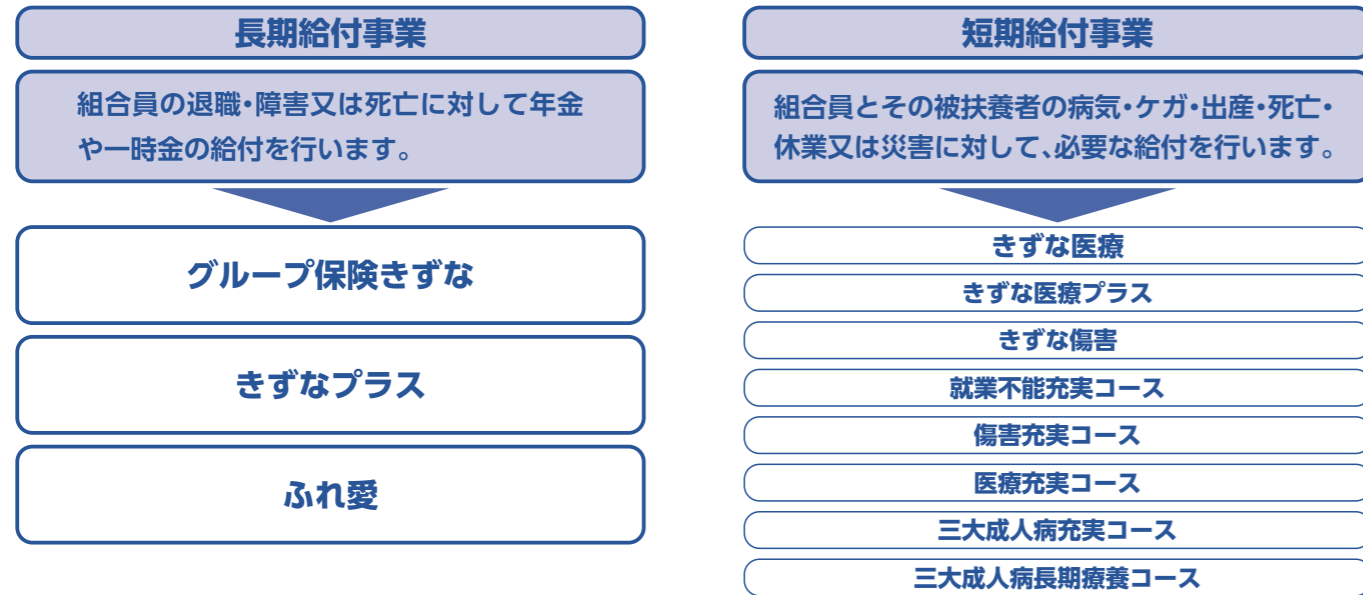 長期給付事業
組合員の退職・障害又は死亡に対して年金
や一時金の給付を行います。
グループ保険きずな
きずなプラス
ふれ愛
短期給付事業
組合員とその被扶養者の病気・ケガ・出産・死亡・
休業又は災害に対して、必要な給付を行います。
きずな医療
きずな医療プラス
きずな傷害
就業不能充実コース
傷害充実コース
医療充実コース
三大成人病充実コース
三大成人病長期療養コース